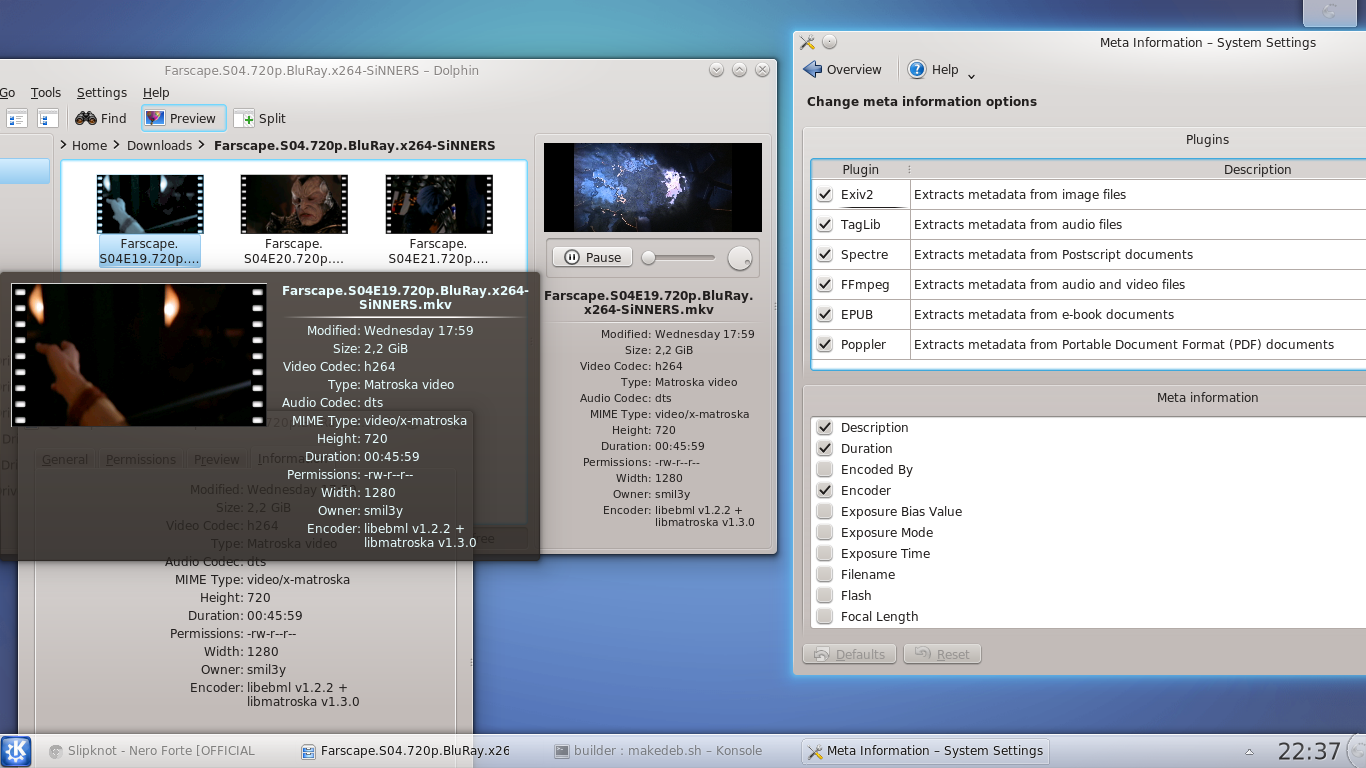 Farscape.S04.720p.BluRay.x264-SiNNERS – Dolphin
Go Tools Settings Help
Find Preview Split
Home Downloads Farscape.S04.720p.BluRay.x264-SiNNERS
Farscape.
S04E19.720p....
Farscape.
S04E20.720p....
Farscape.
S04E21.720p....
Pause
Farscape.S04E19.720p.BluRay.
x264-SiNNERS.mkv
Modified: Wednesday 17:59
Size: 2,2 GiB
Video Codec: h264
Type: Matroska video
Audio Codec: dts
MIME Type: video/x-matroska
Height: 720
Duration: 00:45:59
Permissions: -rw-r--r--
Width: 1280
Owner: smil3y
Encoder: libebml v1.2.2 +
libmatroska v1.3.0
Farscape.S04E19.720p.BluRay.x264-
SiNNERS.mkv
Modified: Wednesday 17:59
Size: 2,2 GiB
Video Codec: h264
Type: Matroska video
Audio Codec: dts
MIME Type: video/x-matroska
Height: 720
Duration: 00:45:59
Permissions: -rw-r--r--
Width: 1280
Owner: smil3y
Encoder: libebml v1.2.2 +
libmatroska v1.3.0
General Permissions Preview
Modified: Wednesday
Size: 2,2 GiB
Video Codec: h264
Type: Matroska video
Audio Codec: dts
MIME Type: video/x-matroska
Height: 720
Duration: 00:45:59
Permissions: -rw-r--r--
Width: 1280
Owner: smil3y
Encoder: libebml v1.2.2 +
libmatroska v1.3.0
Meta Information – System Settings
Overview Help
Change meta information options
Plugins
Plugin Description
Exiv2 Extracts metadata from image files
TagLib Extracts metadata from audio files
Spectre Extracts metadata from Postscript documents
FFmpeg Extracts metadata from audio and video files
EPUB Extracts metadata from e-book documents
Poppler Extracts metadata from Portable Document Format (PDF) documents
Meta information
Description
Duration
Encoded By
Encoder
Exposure Bias Value
Exposure Mode
Exposure Time
Filename
Flash
Focal Length
Defaults Reset
Slipknot - Nero Forte [OFFICIAL Farscape.S04.720p.BluRay.x26 builder : makedeb.sh – Konsole Meta Information – System Settings 22:37